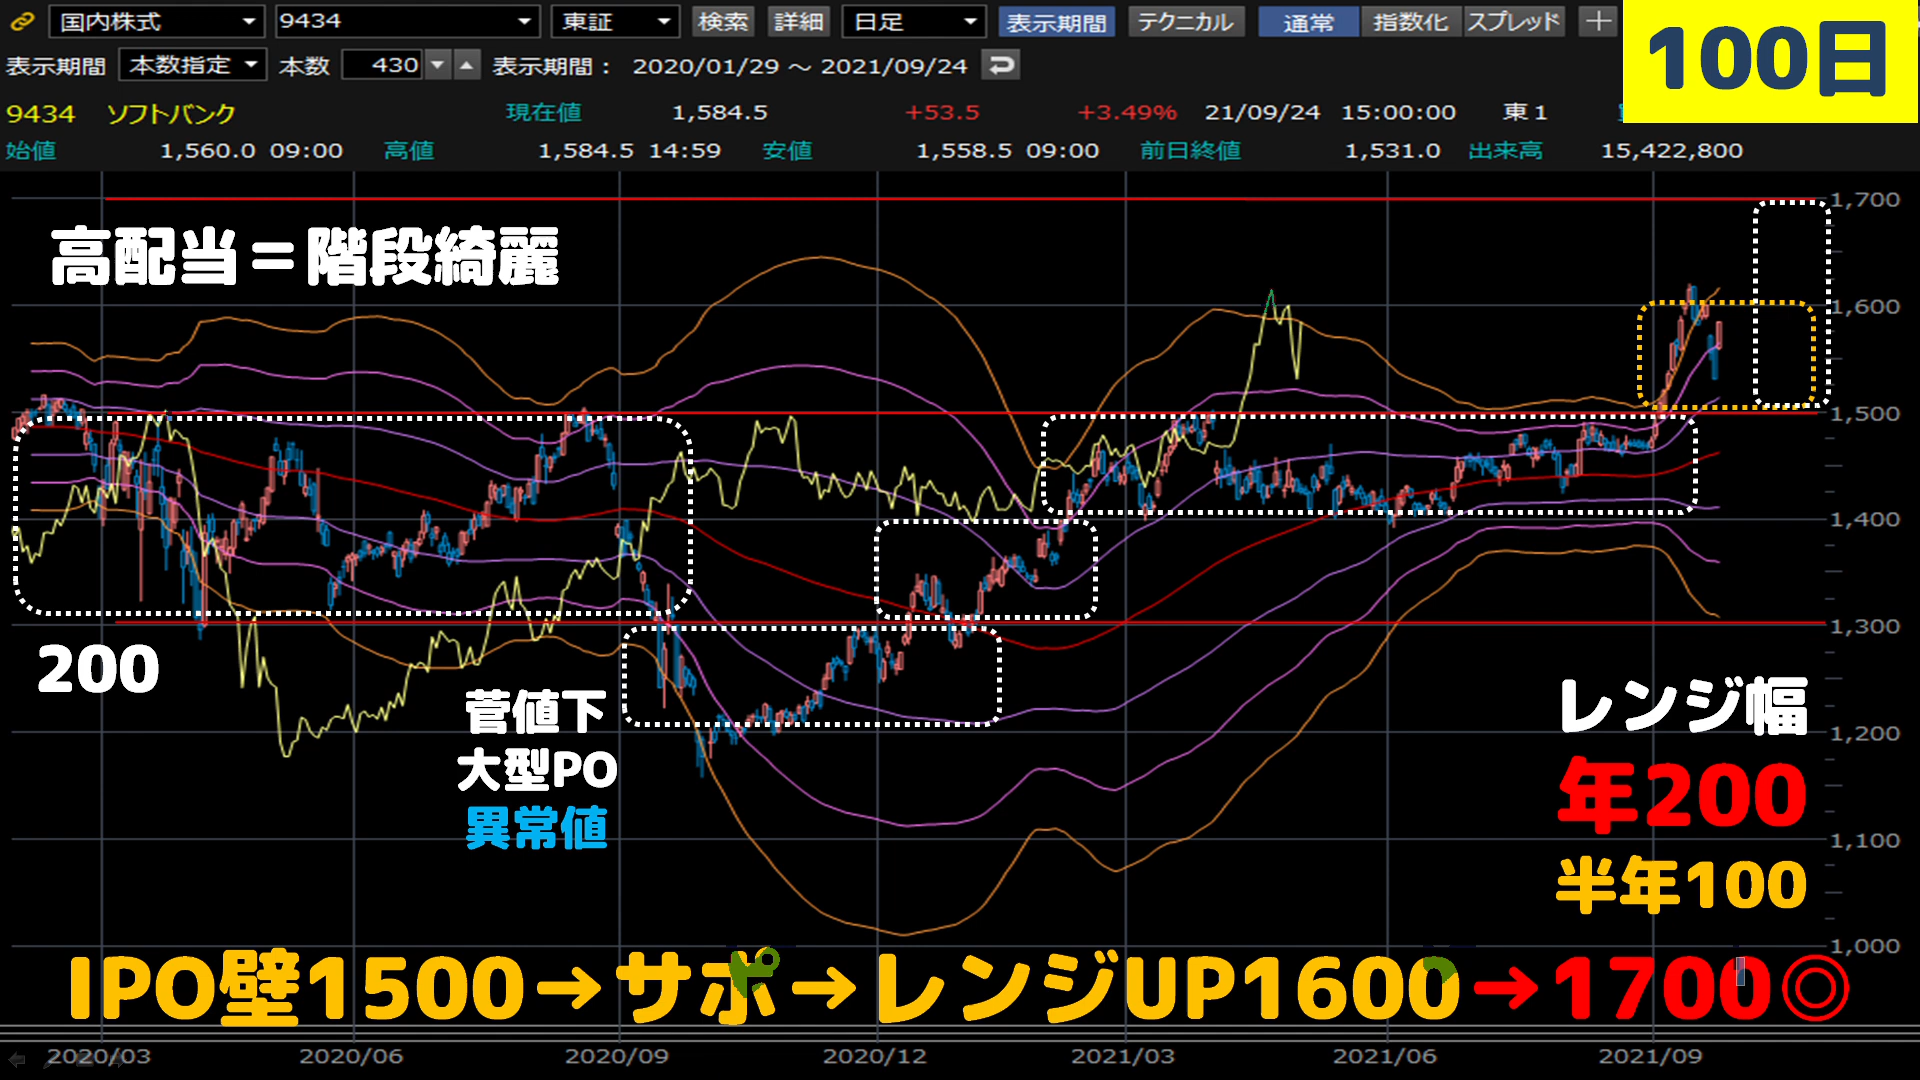 国内株式 9434 東証 検索 詳細 日足 表示期間 テクニカル 通常 指数化 スプレッド ＋
100日
表示期間 本数指定 本数 430 表示期間： 2020/01/29 ～ 2021/09/24
9434 ソフトバンク 現在値 1,584.5 +53.5 +3.49% 21/09/24 15:00:00 東1
始値 1,560.0 09:00 高値 1,584.5 14:59 安値 1,558.5 09:00 前日終値 1,531.0 出来高 15,422,800
1,700
高配当＝階段綺麗
1,600
1,500
1,400
1,300
200
菅値下
大型PO
異常値
レンジ幅
1,200
年200
1,100
半年100
1,000
IPO壁1500→サポ→レンジUP1600→1700◎
2020/03 2020/06 2020/09 2020/12 2021/03 2021/06 2021/09